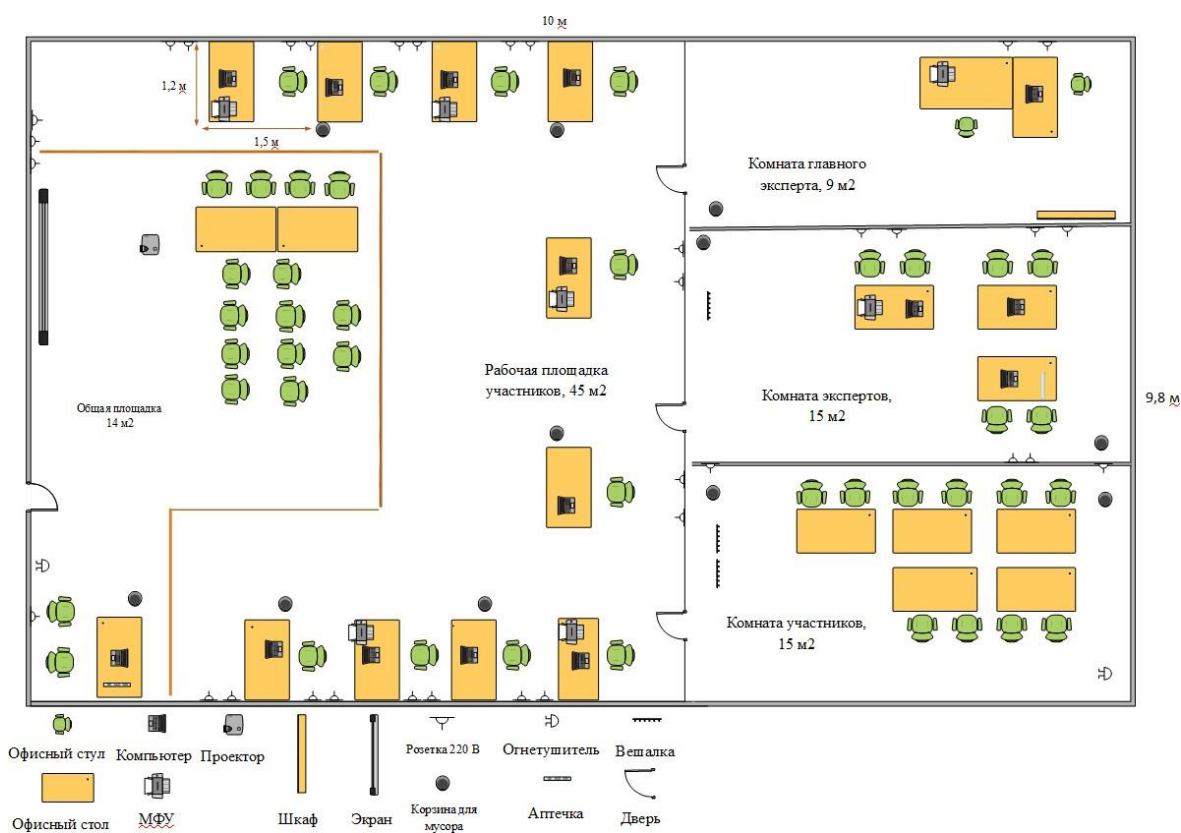 10 м
1,2 м
1,5 м
Комната главного
эксперта, 9 м2
Рабочая площадка
участников, 45 м2
Общая площадка
14 м2
Комната экспертов,
15 м2
9,8 м
Комната участников,
15 м2
Офисный стул
Компьютер
Проектор
Розетка 220 В
Огнетушитель
Вешалка
Офисный стол
МФУ
Шкаф
Экран
Корзина для
мусора
Аптечка
Дверь